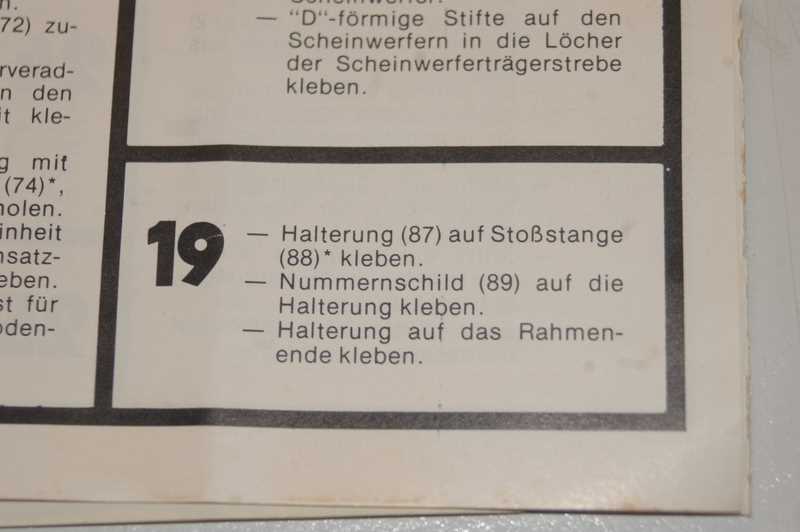 72) zu-
rverad-
n den
it kle-
g mit
(74)*,
holen.
inheit
nsatz-
eben.
st für
oden-
Scheinwerfer.
— “D“-förmige Stifte auf den
Scheinwerfern in die Löcher
der Scheinwerferträgerstrebe
kleben.
19
— Halterung (87) auf Stoßstange
(88)* kleben.
— Nummernschild (89) auf die
Halterung kleben.
— Halterung auf das Rahmen-
ende kleben.